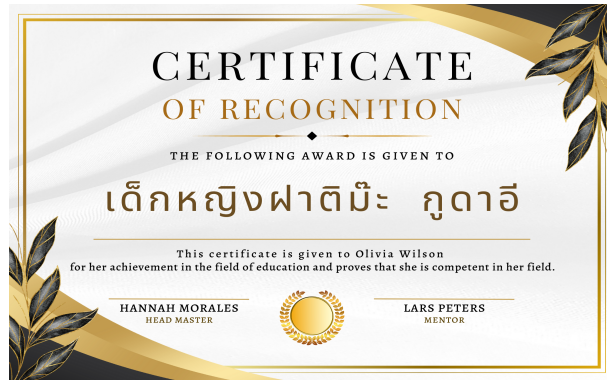 CERTIFICATE
OF RECOGNITION
THE FOLLOWING AWARD IS GIVEN TO
เด็กหญิงฝาติม๊ะ กูดาอี
This certificate is given to Olivia Wilson
for her achievement in the field of education and proves that she is competent in her field.
HANNAH MORALES
HEAD MASTER
LARS PETERS
MENTOR